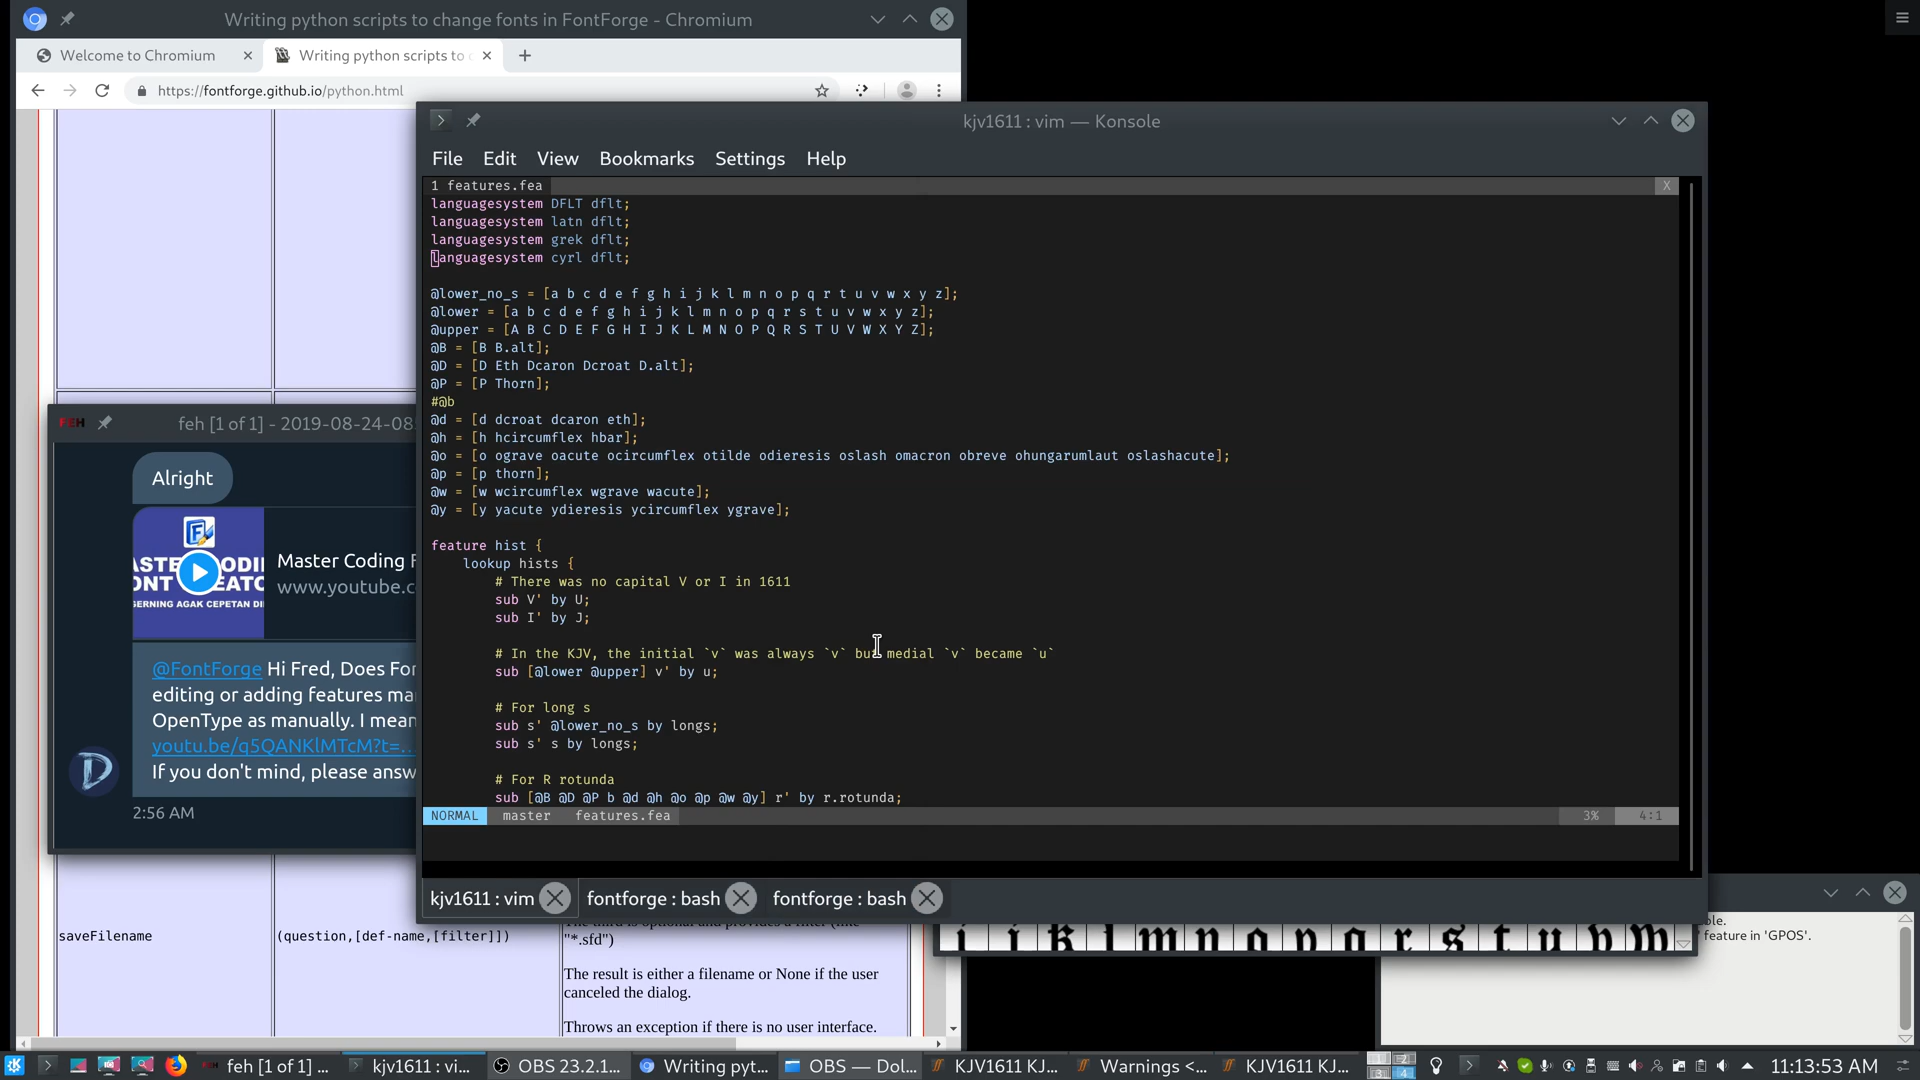 Writing python scripts to change fonts in FontForge - Chromium
Welcome to Chromium
Writing python scripts to c
https://fontforge.github.io/python.html
kjv1611 : vim — Konsole
File Edit View Bookmarks Settings Help
1 features.fea X
languagesystem DFLT dflt;
languagesystem latn dflt;
languagesystem grek dflt;
languagesystem cyrl dflt;
@lower_no_s = [a b c d e f g h i j k l m n o p q r t u v w x y z];
@lower = [a b c d e f g h i j k l m n o p q r s t u v w x y z];
@upper = [A B C D E F G H I J K L M N O P Q R S T U V W X Y Z];
@B = [B B.alt];
@D = [D Eth Dcaron Dcroat D.alt];
@P = [P Thorn];
#@b
@d = [d dcroat dcaron eth];
@h = [h hcircumflex hbar];
@o = [o ograve oacute ocircumflex otilde odieresis oslash omacron obreve ohungarumlaut oslashacute];
@p = [p thorn];
@w = [w wcircumflex wgrave wacute];
@y = [y yacute ydieresis ycircumflex ygrave];
feature hist {
lookup hists {
# There was no capital V or I in 1611
sub V' by U;
sub I' by J;
# In the KJV, the initial `v` was always `v` but medial `v` became `u`
sub [@lower @upper] v' by u;
# For long s
sub s' @lower_no_s by longs;
sub s' s by longs;
# For R rotunda
sub [@B @D @P b @d @h @o @p @w @y] r' by r.rotunda;
NORMAL master features.fea 3% 4:1
kjv1611 : vim
fontforge : bash
fontforge : bash
FEH
feh [1 of 1] - 2019-08-24-08
Alright
Master Coding F
www.youtube.c
@FontForge Hi Fred, Does For
editing or adding features ma
OpenType as manually. I mean
youtu.be/q5QANKlMTcM?t=...
If you don't mind, please answ
2:56 AM
saveFilename
(question,[def-name,[filter]])
"*.sfd")
The result is either a filename or None if the user
canceled the dialog.
Throws an exception if there is no user interface.
i j k l m n o p q r s t u v w
ble.
feature in 'GPOS'.
feh [1 of 1] ...
kjv1611 : vi...
OBS 23.2.1...
Writing pyt...
OBS — Dol...
KJV1611 KJ...
Warnings <...
KJV1611 KJ...
1 2
3 4
11:13:53 AM